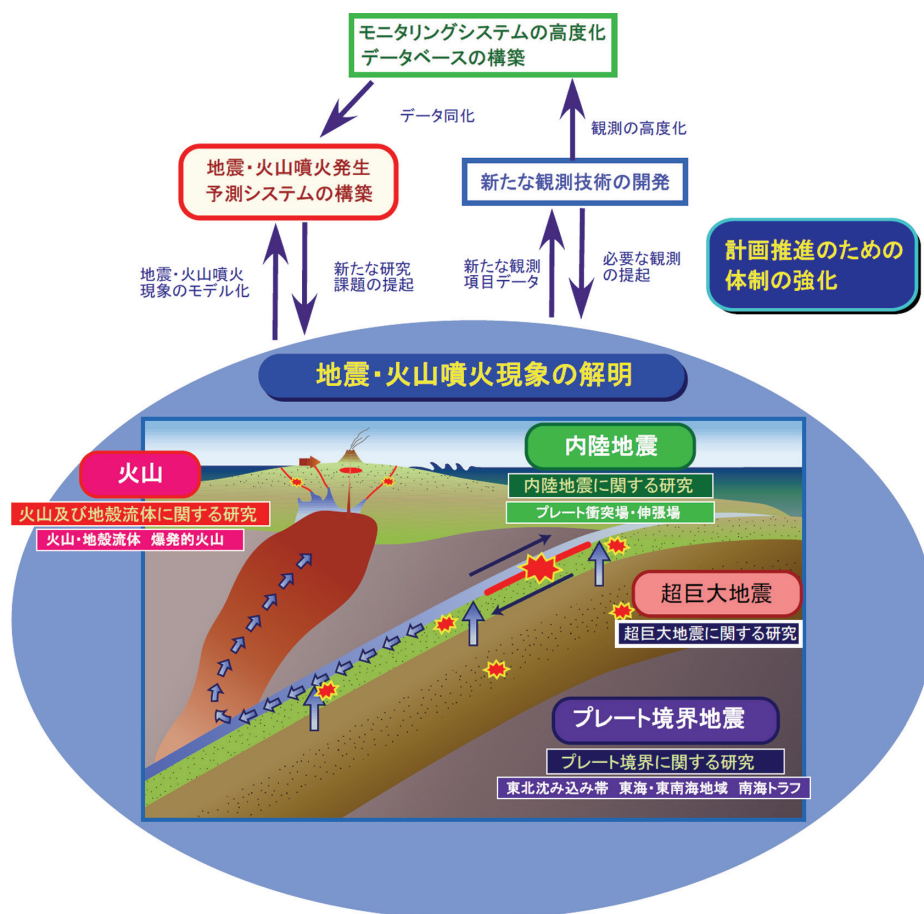 モニタリングシステムの高度化
データベースの構築
データ同化
観測の高度化
地震・火山噴火発生
予測システムの構築
新たな観測技術の開発
計画推進のための
体制の強化
地震・火山噴火
現象のモデル化
新たな研究
課題の提起
新たな観測
項目データ
必要な観測
の提起
地震・火山噴火現象の解明
火山
火山及び地殻流体に関する研究
火山・地殻流体 爆発的火山
内陸地震
内陸地震に関する研究
プレート衝突場・伸張場
超巨大地震
超巨大地震に関する研究
プレート境界地震
プレート境界に関する研究
東北沈み込み帯 東海・東南海地域 南海トラフ